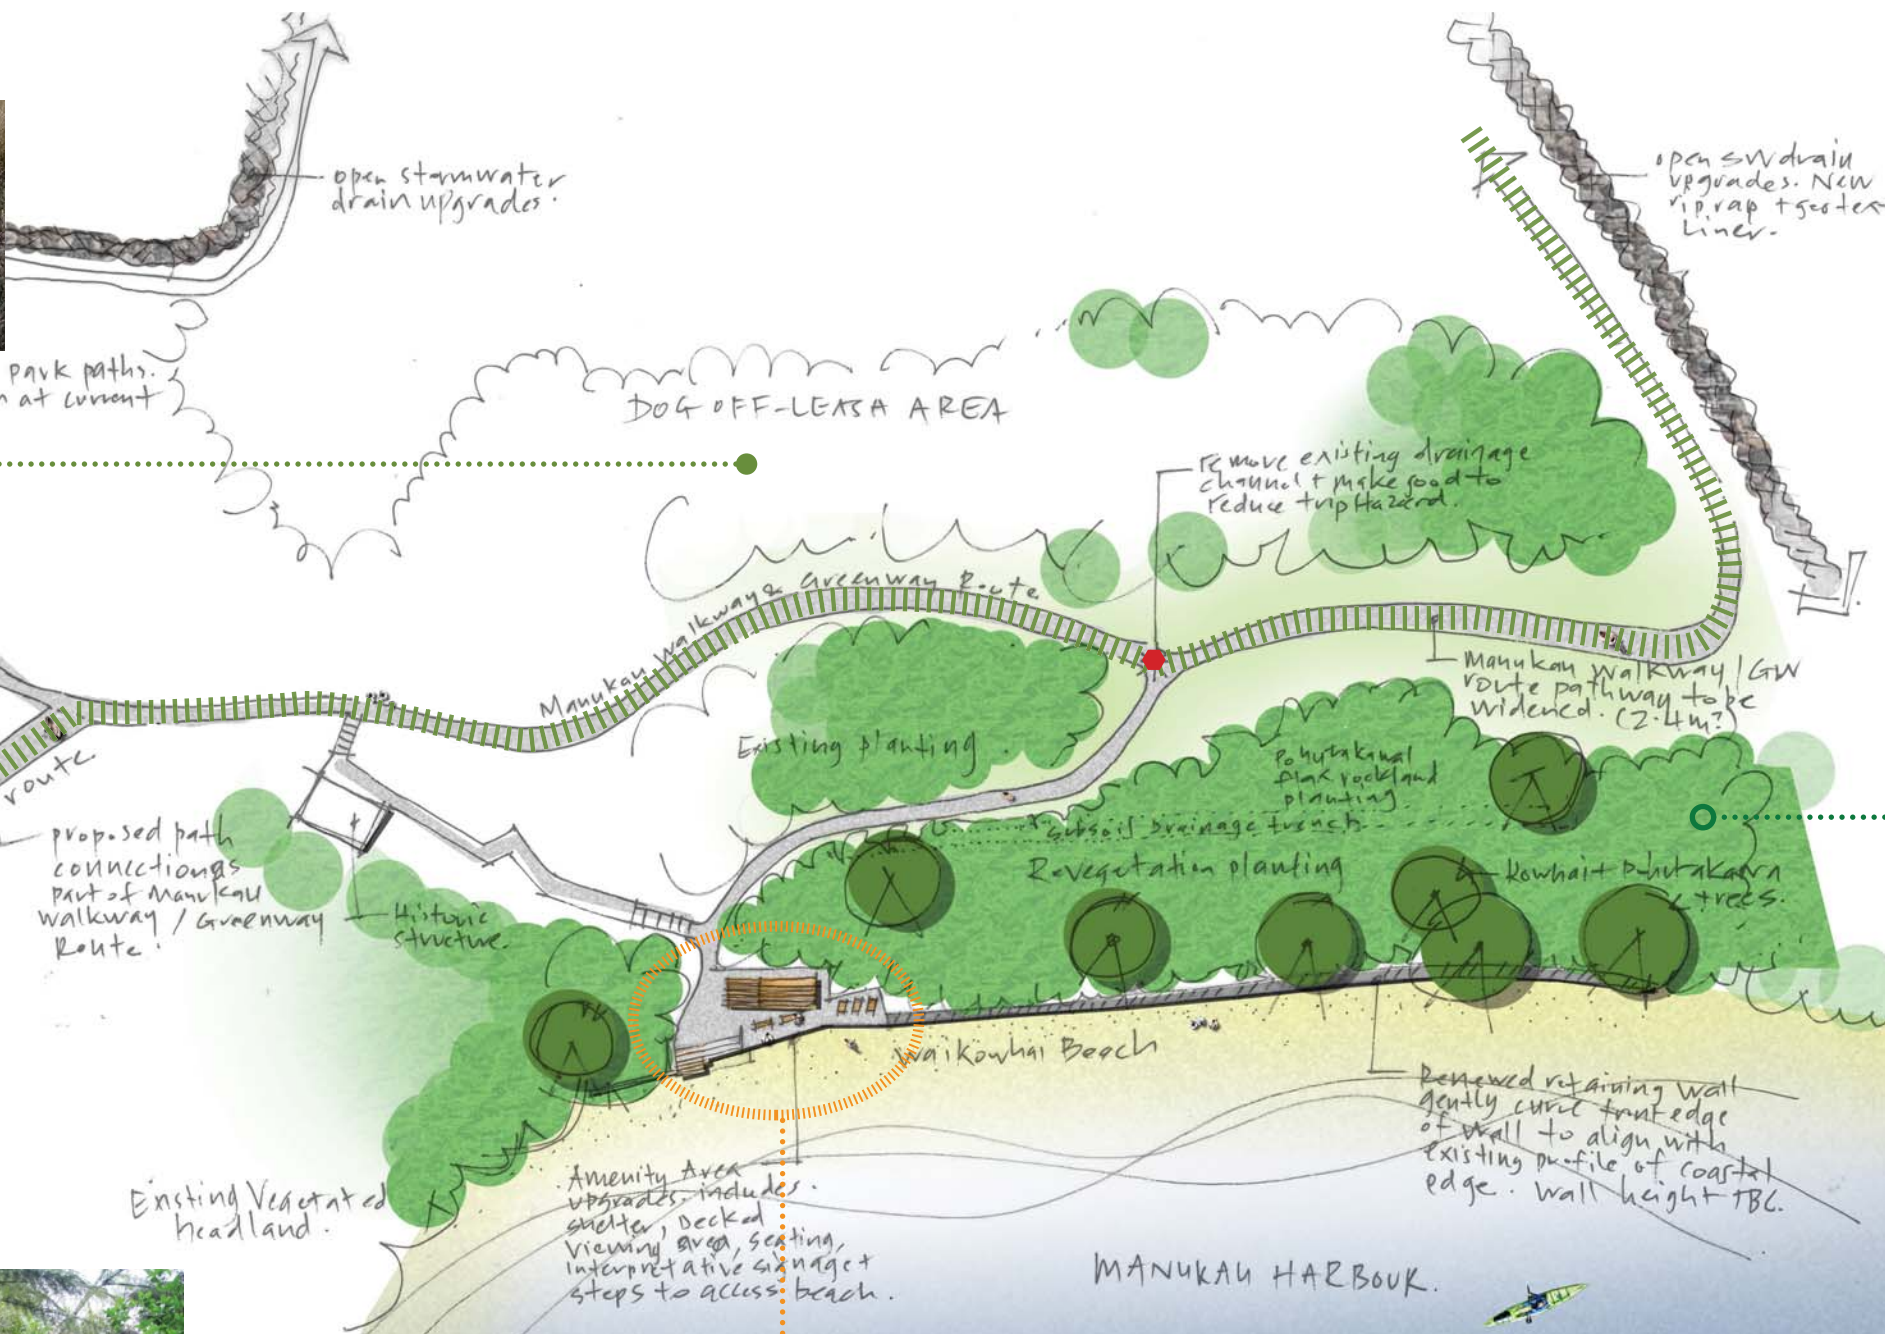 open stormwater
drain upgrades.
open SW drain
upgrades. New
rip rap + geotex
Liner.
park paths.
at current
DOG OFF-LEASH AREA
remove existing drainage
channel + make good to
reduce trip Hazard.
Manukau Walkway & Greenway Route
Manukau Walkway / GW
route pathway to be
widened. (2.4m?)
Existing planting
Pohutakawa/
flax rockland
planting
subsoil drainage trench
Revegetation planting
Kowhai + Pohutakawa
trees.
route.
proposed path
connection as
part of Manukau
walkway / Greenway
Route.
Historic
structure.
Waikowhai Beach
Renewed retaining wall
gently curve front edge
of wall to align with
existing profile of coastal
edge. Wall height TBC.
Existing Vegetated
headland.
Amenity Area
upgrades includes.
shelter, Decked
Viewing area, seating,
interpretative signage +
steps to access beach.
MANUKAU HARBOUR.